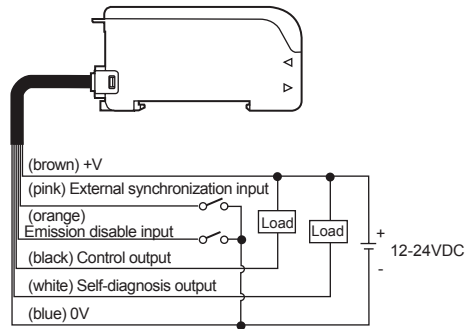 (brown) +V
(pink) External synchronization input
(orange)
Emission disable input
(black) Control output
(white) Self-diagnosis output
(blue) 0V
Load
Load
+
12-24VDC
-